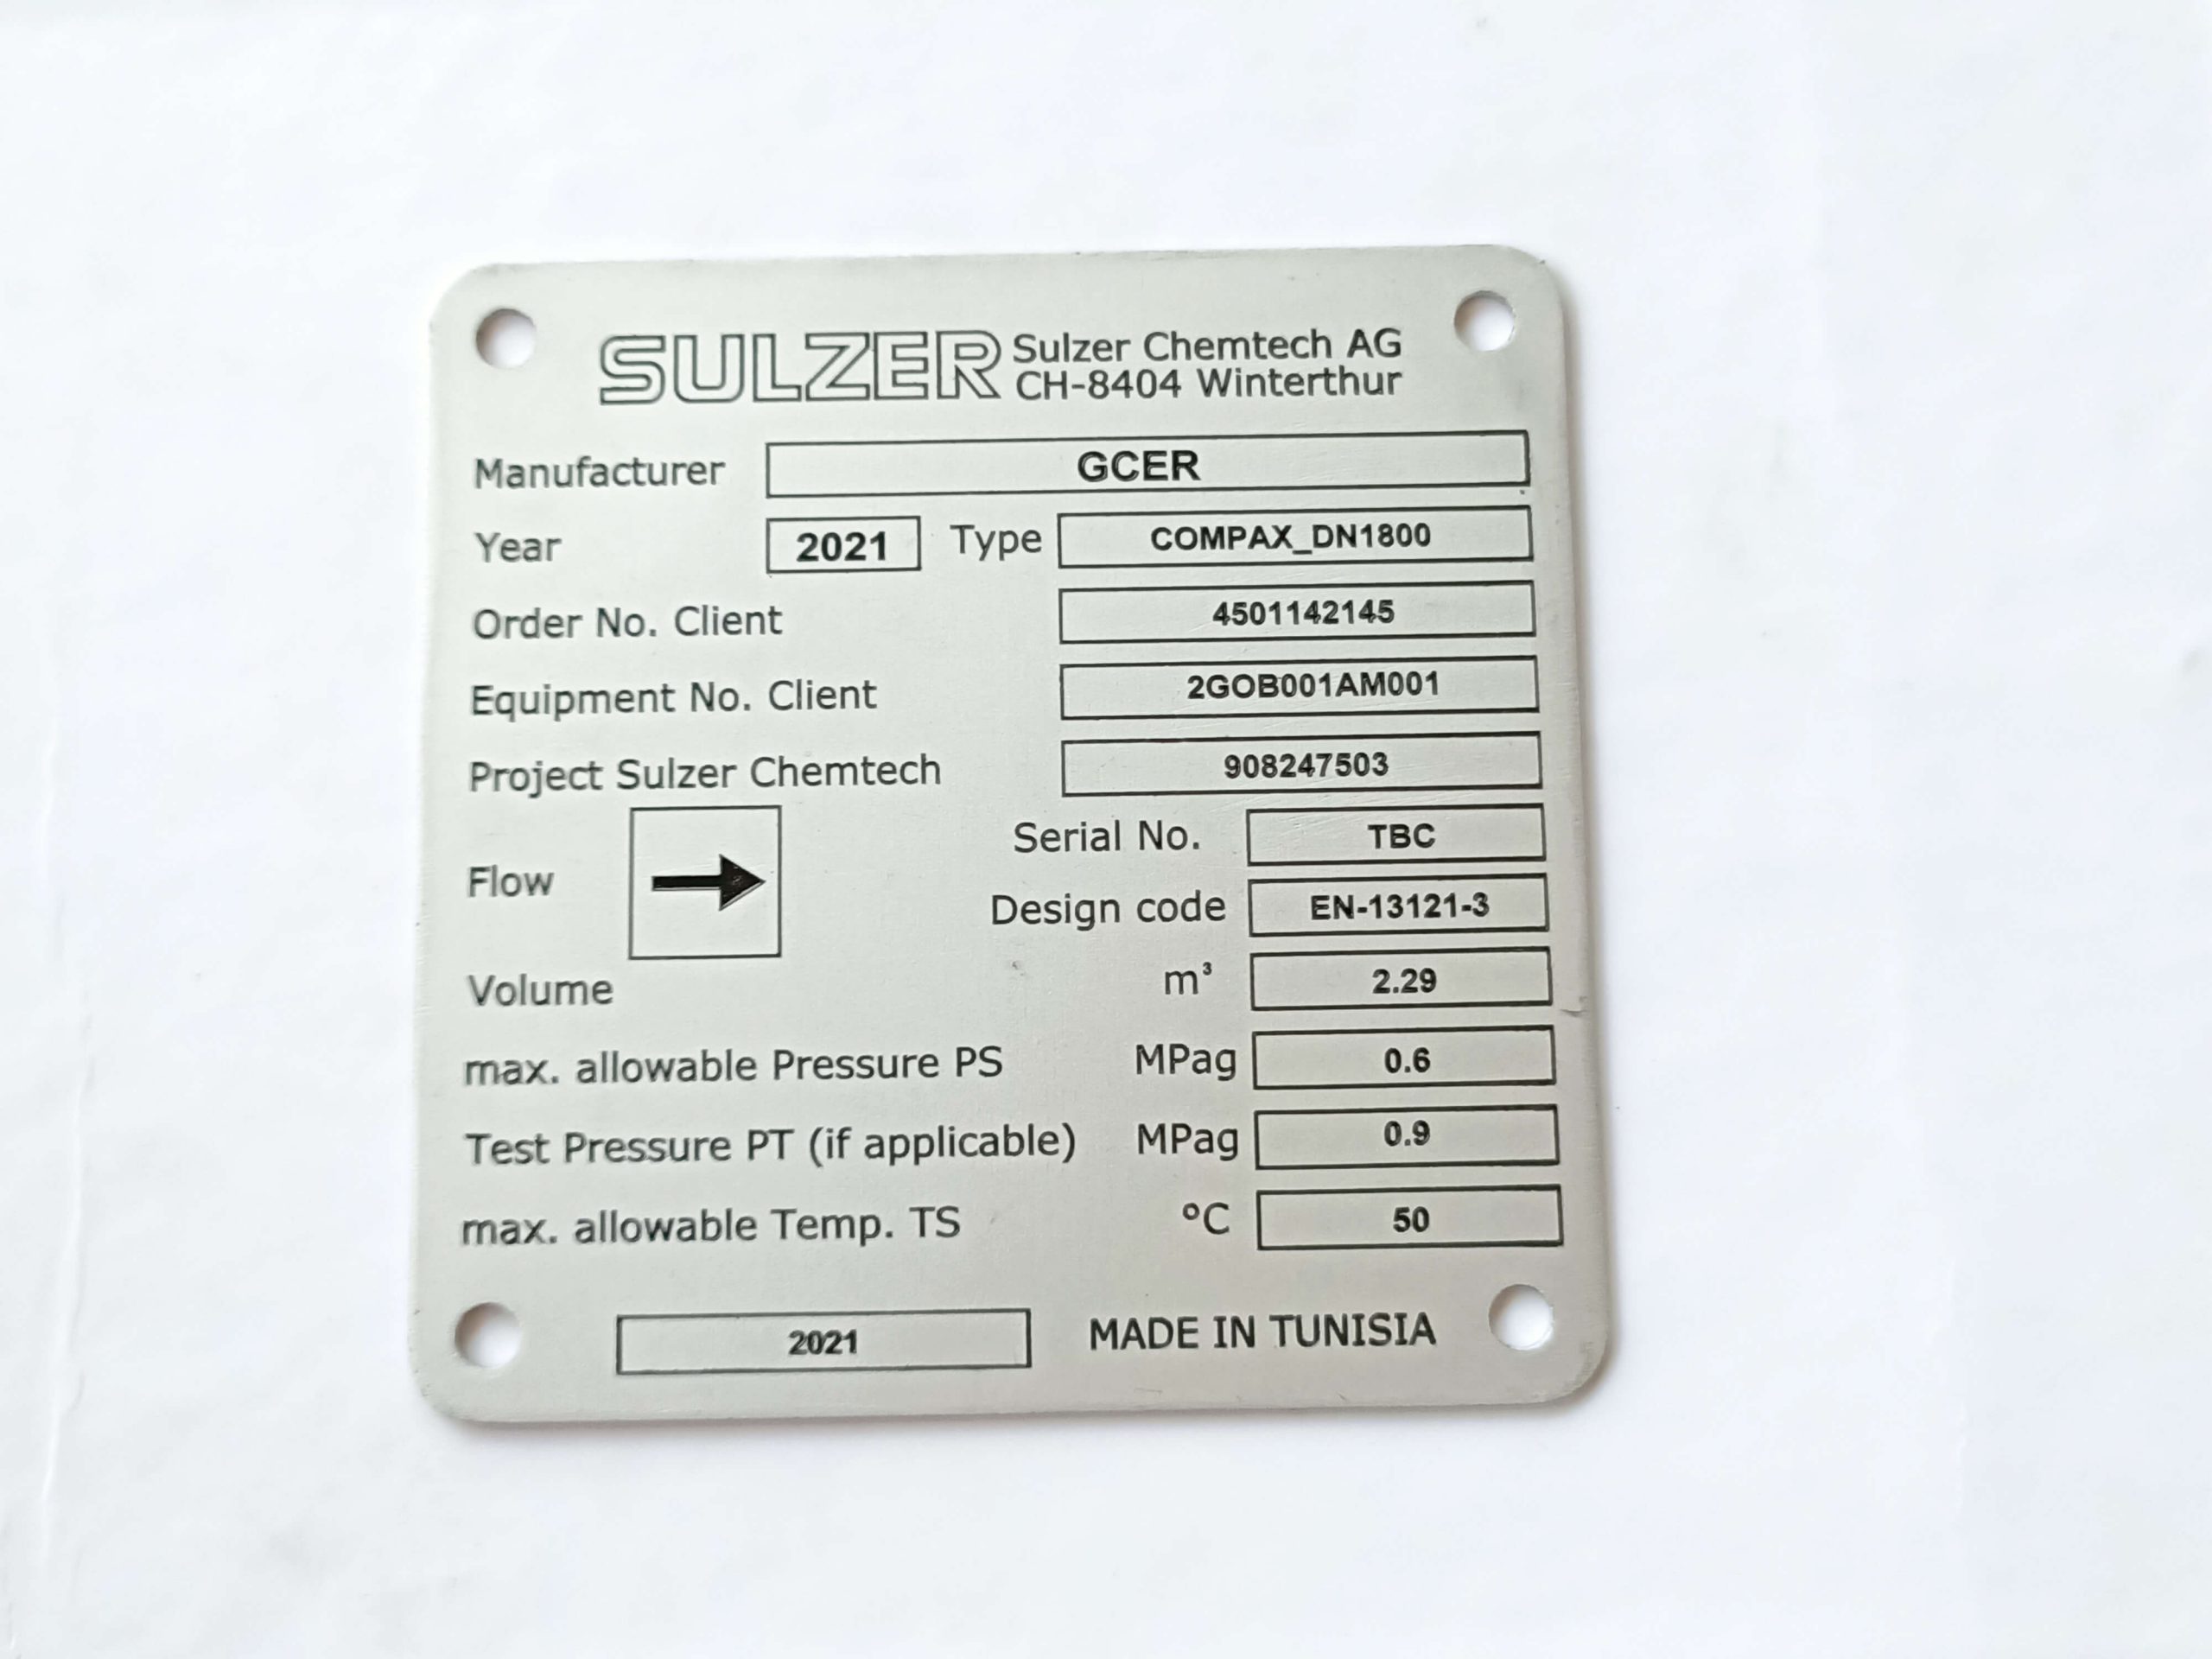 SULZER Sulzer Chemtech AG
CH-8404 Winterthur
Manufacturer GCER
Year 2021 Type COMPAX_DN1800
Order No. Client 4501142145
Equipment No. Client 2GOB001AM001
Project Sulzer Chemtech 908247503
Serial No. TBC
Flow
Design code EN-13121-3
Volume m³ 2.29
max. allowable Pressure PS MPag 0.6
Test Pressure PT (if applicable) MPag 0.9
max. allowable Temp. TS °C 50
2021 MADE IN TUNISIA